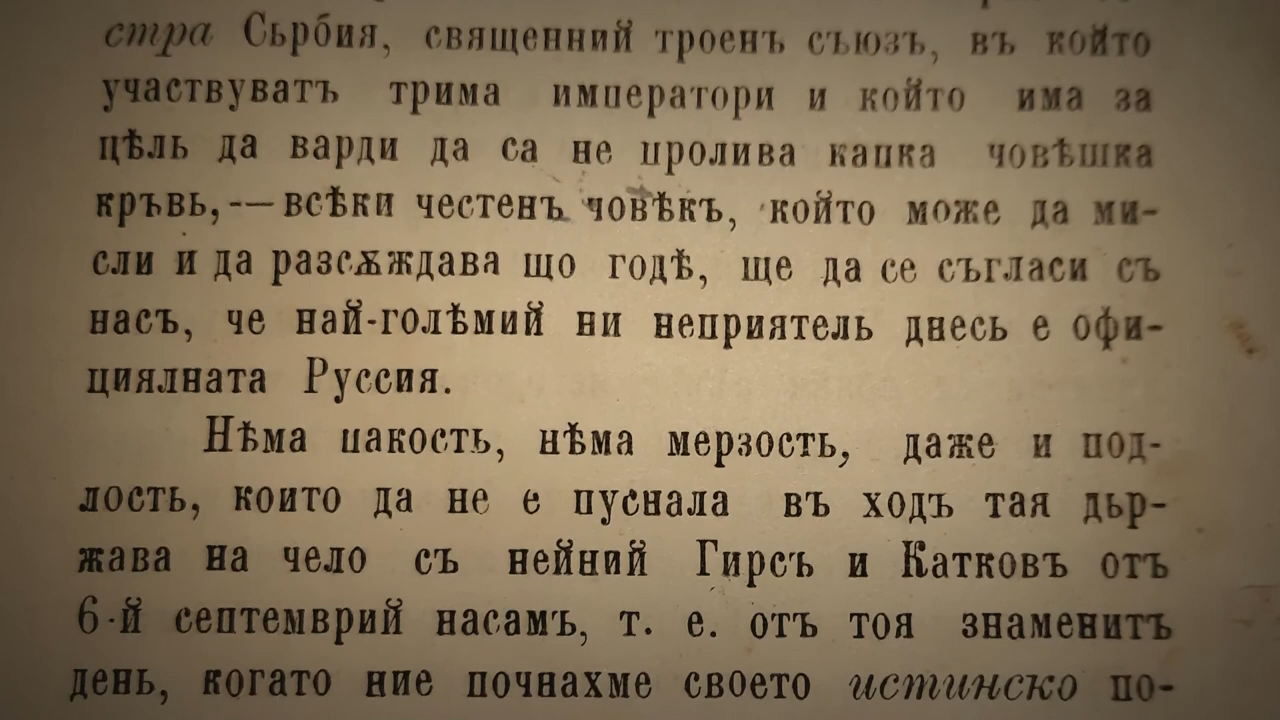 стра Сьрбия, священний троенъ съюзъ, въ който
участвуватъ трима императори и който има за
цѣль да варди да са не пролива капка човѣшка
кръвь,-—всѣки честенъ човѣкъ, който може да ми-
сли и да разсѫждава що годѣ, ще да се съгласи съ
насъ, че най-голѣмий ни неприятель днесь е офи-
циялната Руссия.
Нѣма пакость, нѣма мерзость, даже и под-
лость, които да не е пуснала въ ходъ тая дьр-
жава на чело съ нейний Гирсъ и Катковъ отъ
6-й септемврий насамъ, т. е. отъ тоя знаменитъ
день, когато ние почнахме своето истинско по-